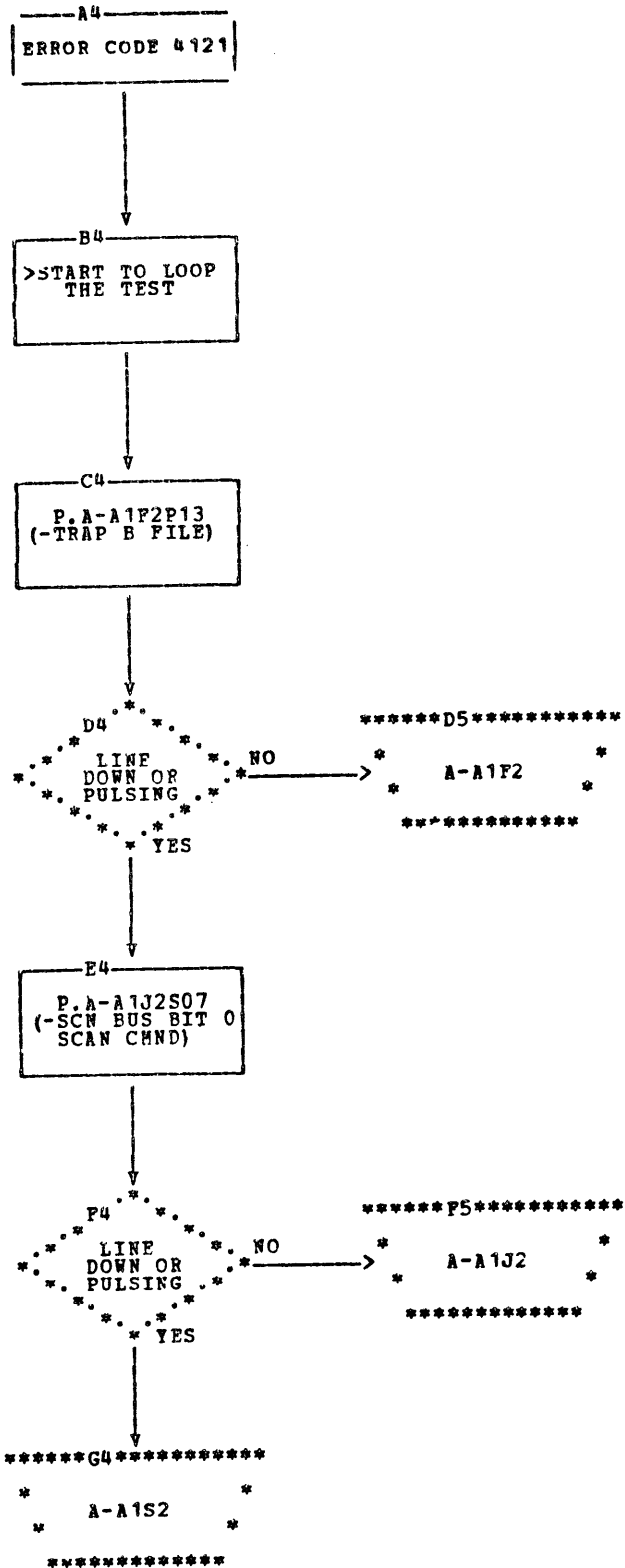 A4
ERROR CODE 4121
B4
>START TO LOOP
THE TEST
C4
P.A-A1F2P13
(-TRAP B FILE)
D4
LINE
DOWN OR
PULSING
NO
YES
D5
A-A1F2
E4
P.A-A1J2S07
(-SCN BUS BIT 0
SCAN CMND)
F4
LINE
DOWN OR
PULSING
NO
YES
F5
A-A1J2
G4
A-A1S2